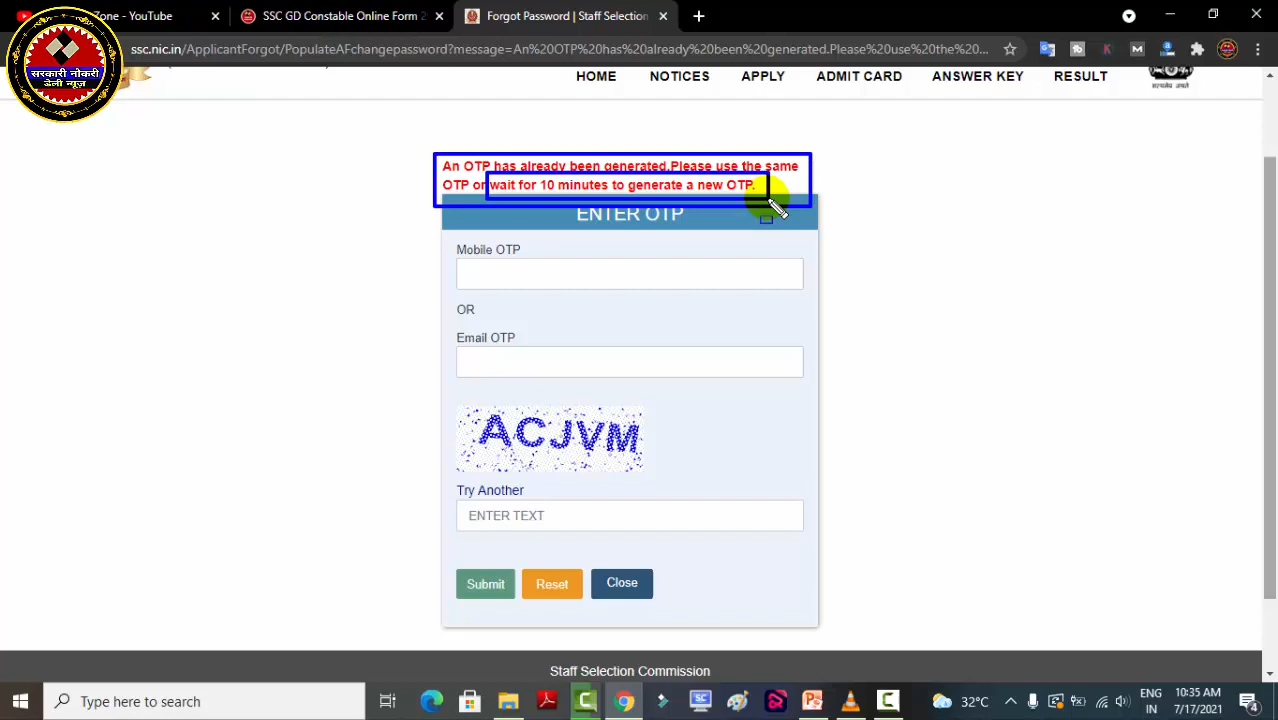 Zone - YouTube
SSC GD Constable Online Form 2
Forgot Password | Staff Selection
ssc.nic.in/ApplicantForgot/PopulateAFchangepassword?message=An%20OTP%20has%20already%20been%20generated.Please%20use%20the%20...
सरकारी नौकरी
डेली न्यूज़
HOME
NOTICES
APPLY
ADMIT CARD
ANSWER KEY
RESULT
An OTP has already been generated.Please use the same
OTP or wait for 10 minutes to generate a new OTP.
ENTER OTP
Mobile OTP
OR
Email OTP
ACJVM
Try Another
ENTER TEXT
Submit
Reset
Close
Staff Selection Commission
Type here to search
32°C
ENG
IN
10:35 AM
7/17/2021
4